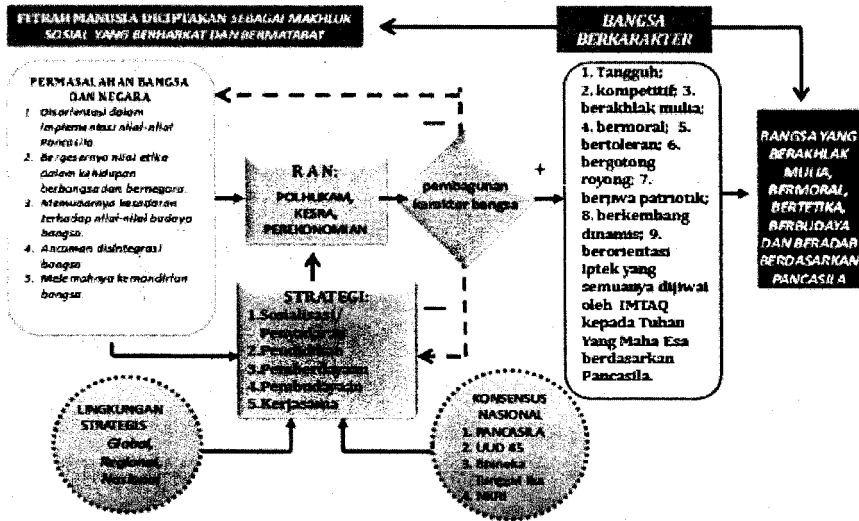 FITRAH MANUSIA DICIPTAKAN SEBAGAI MAKHLUK
SOSIAL YANG BERHARKAT DAN BERMATABAT
BANGSA
BERKARAKTER
PERMASALAHAN BANGSA
DAN NEGARA
1. Disorientasi dalam
implementasi nilai-nilai
Pancasila.
2. Bergesernya nilai etika
dalam kehidupan
berbangsa dan bernegara.
3. Memudarnya kesadaran
terhadap nilai-nilai budaya
bangsa.
4. Ancaman disintegrasi
bangsa
5. Melemahnya kemandirian
bangsa.
RAN:
POLHUKAM,
KESRA,
PEREKONOMIAN
—
pembagunan
karakter bangsa
+
—
1. Tangguh;
2. kompetitif; 3.
berakhlak mulia;
4. bermoral; 5.
bertoleran; 6.
bergotong
royong; 7.
berjiwa patriotik;
8. berkembang
dinamis; 9.
berorientasi
Iptek yang
semuanya dijiwai
oleh IMTAQ
kepada Tuhan
Yang Maha Esa
berdasarkan
Pancasila.
BANGSA YANG
BERAKHLAK
MULIA,
BERMORAL,
BERTETIKA,
BERBUDAYA
DAN BERADAB
BERDASARKAN
PANCASILA
STRATEGI:
1.Sosialisasi/
2.Pendidikan
3.Pemberdayaan
4.Pembudayaan
5.Kerjasama
LINGKUNGAN
STRATEGIS
Global,
Regional,
Nasional
KONSENSUS
NASIONAL
1. PANCASILA
2. UUD 45
3. Bhineka
Tunggal Ika
4. NKRI